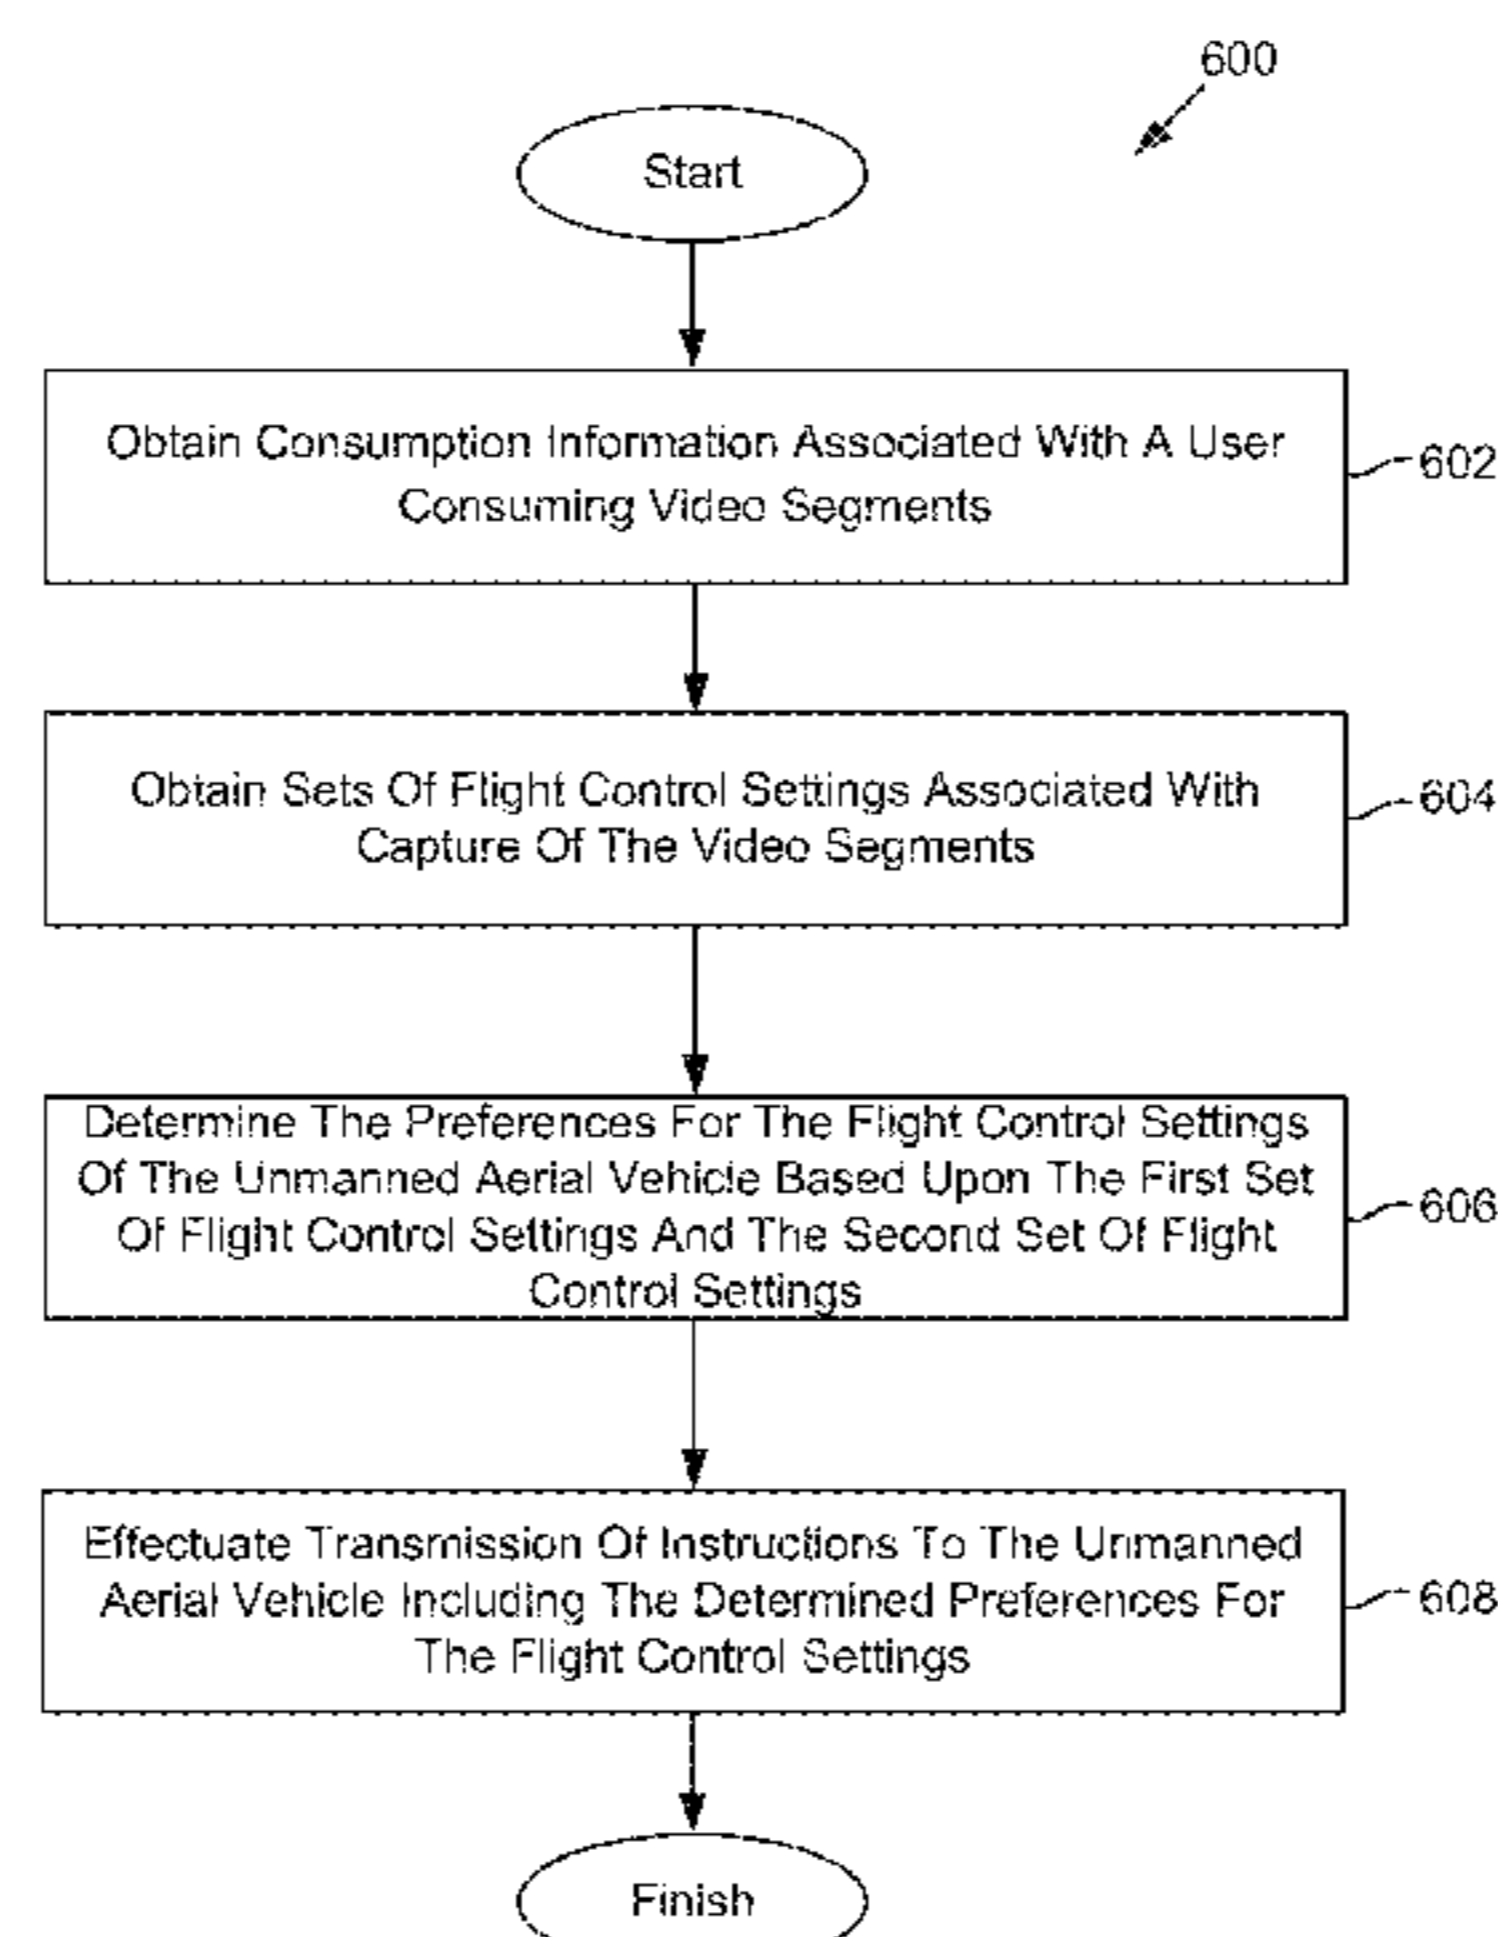 600
Start
Obtain Consumption Information Associated With A User
Consuming Video Segments
602
Obtain Sets Of Flight Control Settings Associated With
Capture Of The Video Segments
604
Determine The Preferences For The Flight Control Settings
Of The Unmanned Aerial Vehicle Based Upon The First Set
Of Flight Control Settings And The Second Set Of Flight
Control Settings
606
Effectuate Transmission Of Instructions To The Unmanned
Aerial Vehicle Including The Determined Preferences For
The Flight Control Settings
608
Finish